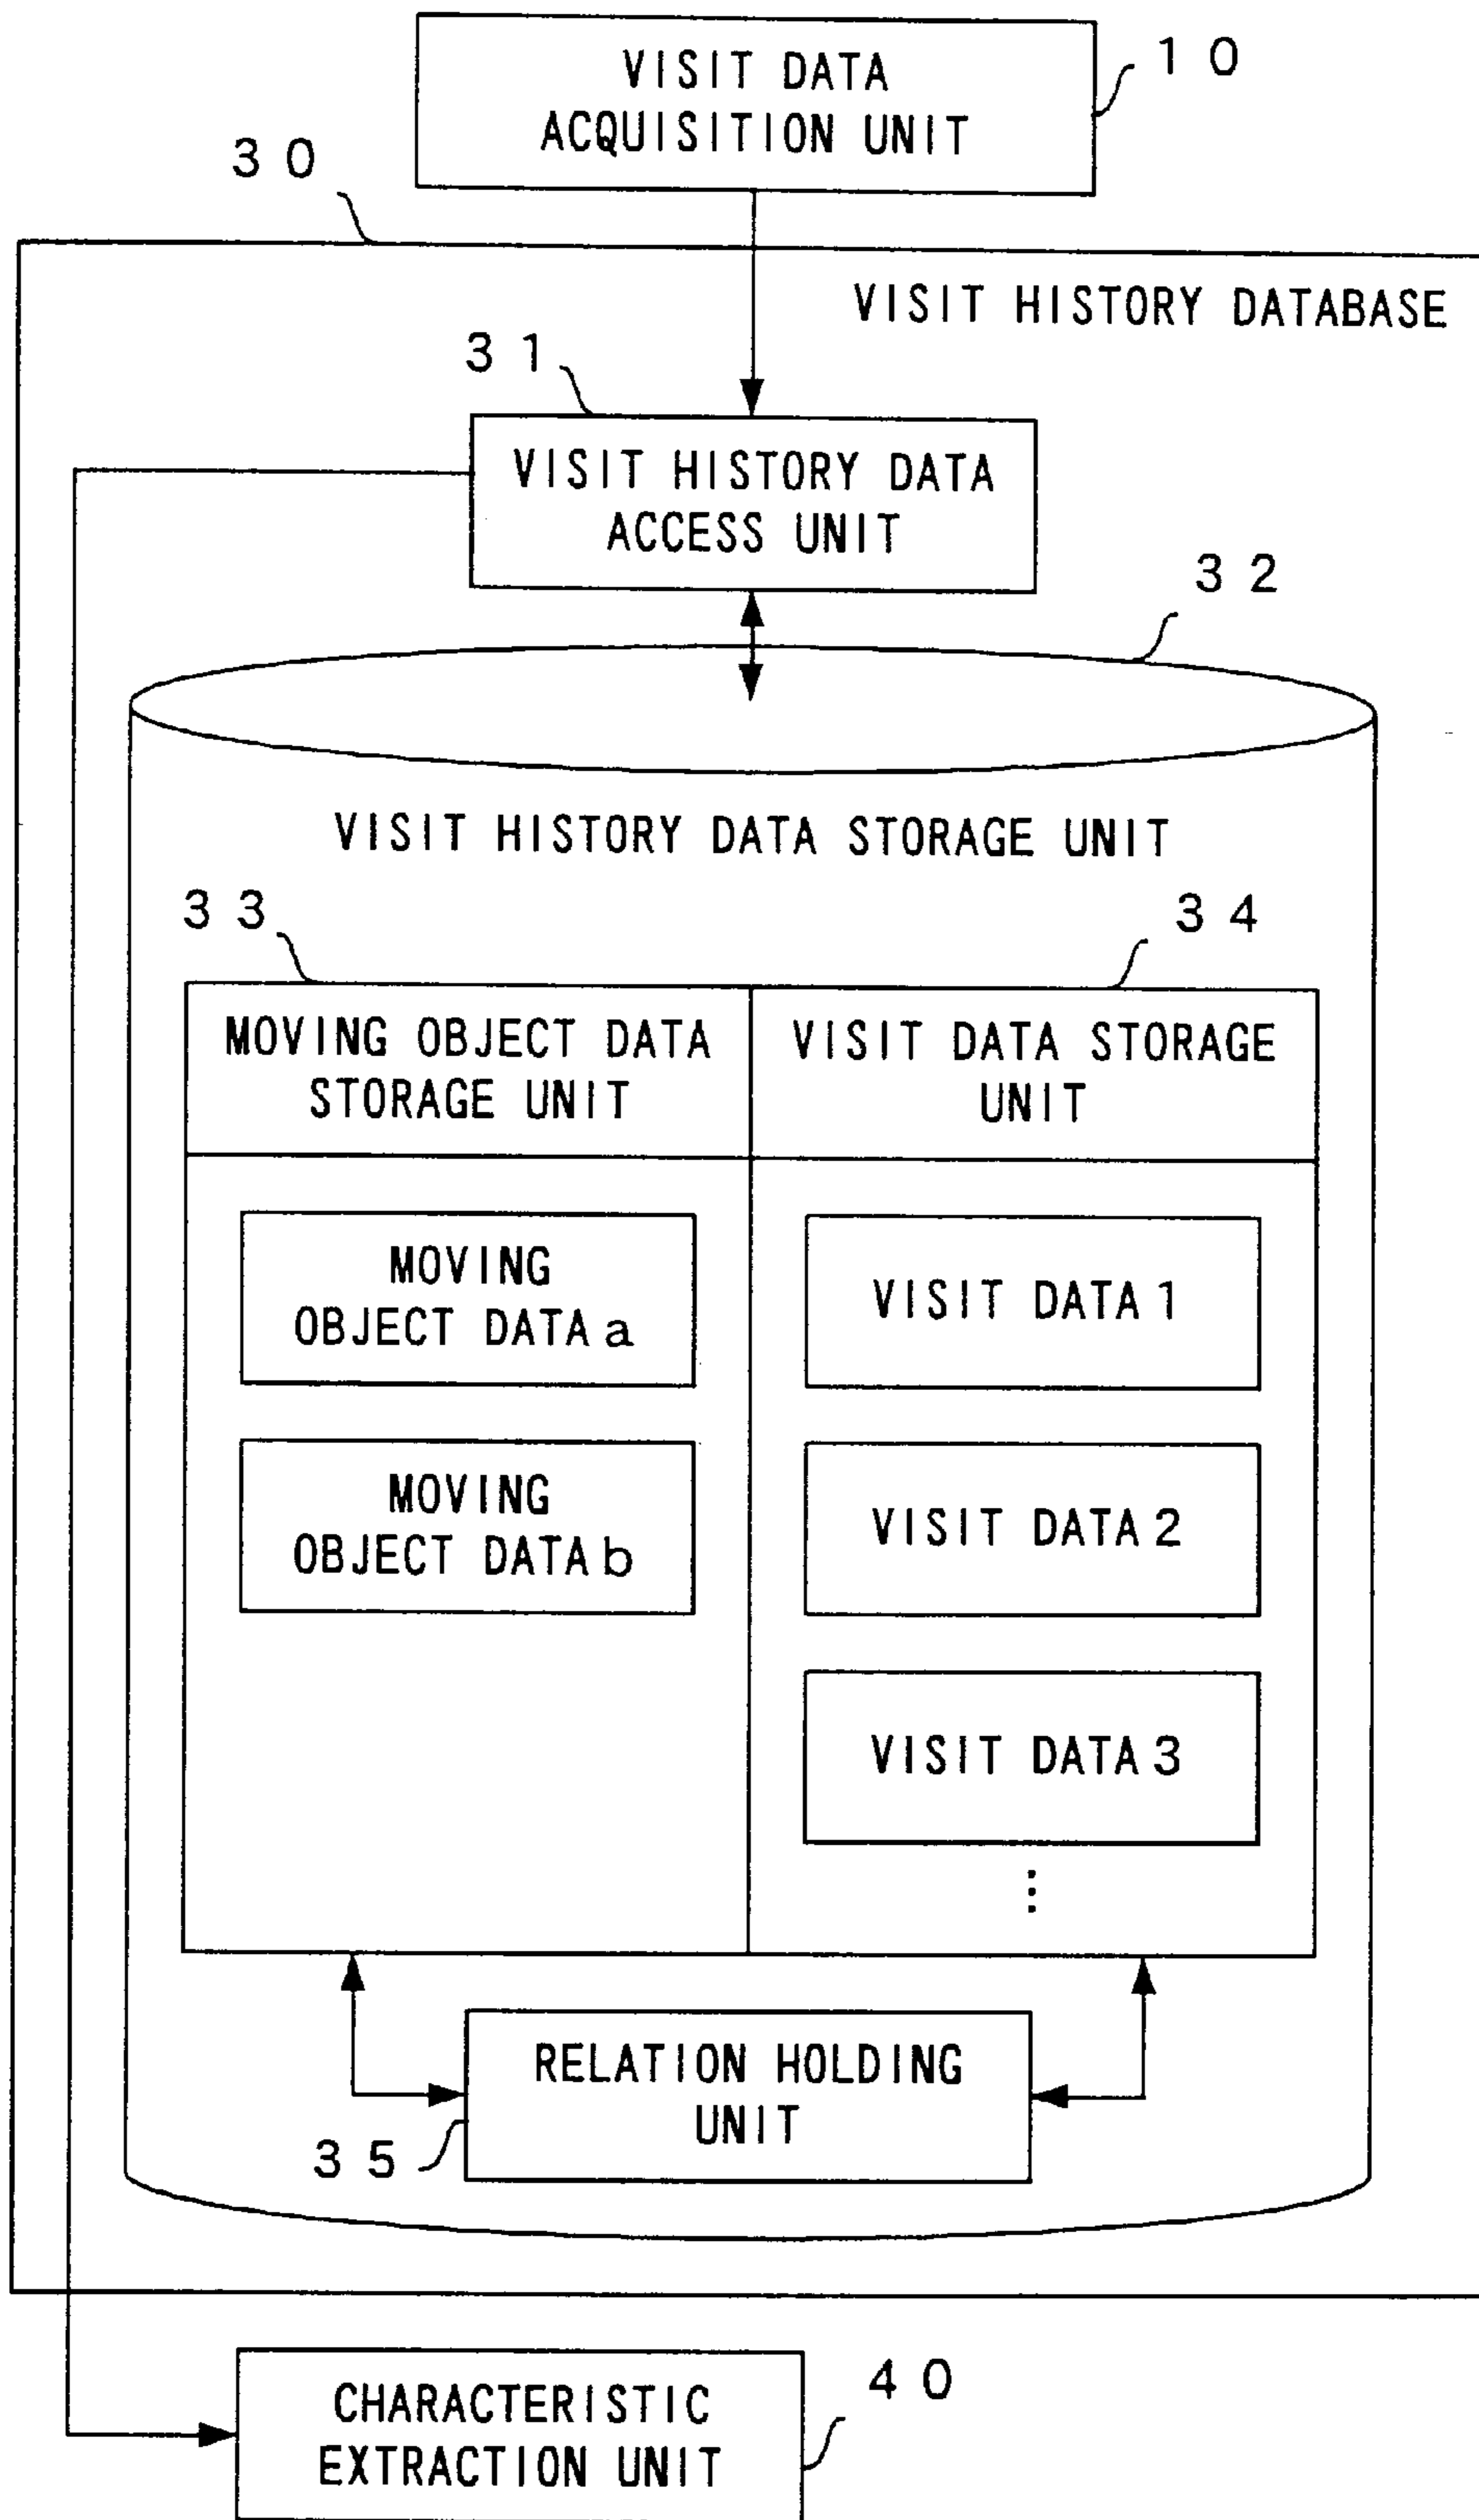 VISIT DATA
ACQUISITION UNIT
10
30
VISIT HISTORY DATABASE
31
VISIT HISTORY DATA
ACCESS UNIT
32
VISIT HISTORY DATA STORAGE UNIT
33
34
MOVING OBJECT DATA
STORAGE UNIT
VISIT DATA STORAGE
UNIT
MOVING
OBJECT DATA a
VISIT DATA 1
MOVING
OBJECT DATA b
VISIT DATA 2
VISIT DATA 3
⋮
RELATION HOLDING
UNIT
35
CHARACTERISTIC
EXTRACTION UNIT
40